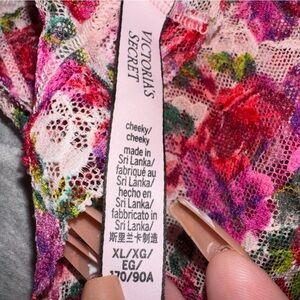 VICTORIA'S
SECRET
cheeky/
cheeky
made in
Sri Lanka/
fabriqué au
Sri Lanka/
hecho en
Sri Lanka/
fabbricato in
Sri Lanka/
斯里兰卡制造
XL/XG/
EG/
170/90A